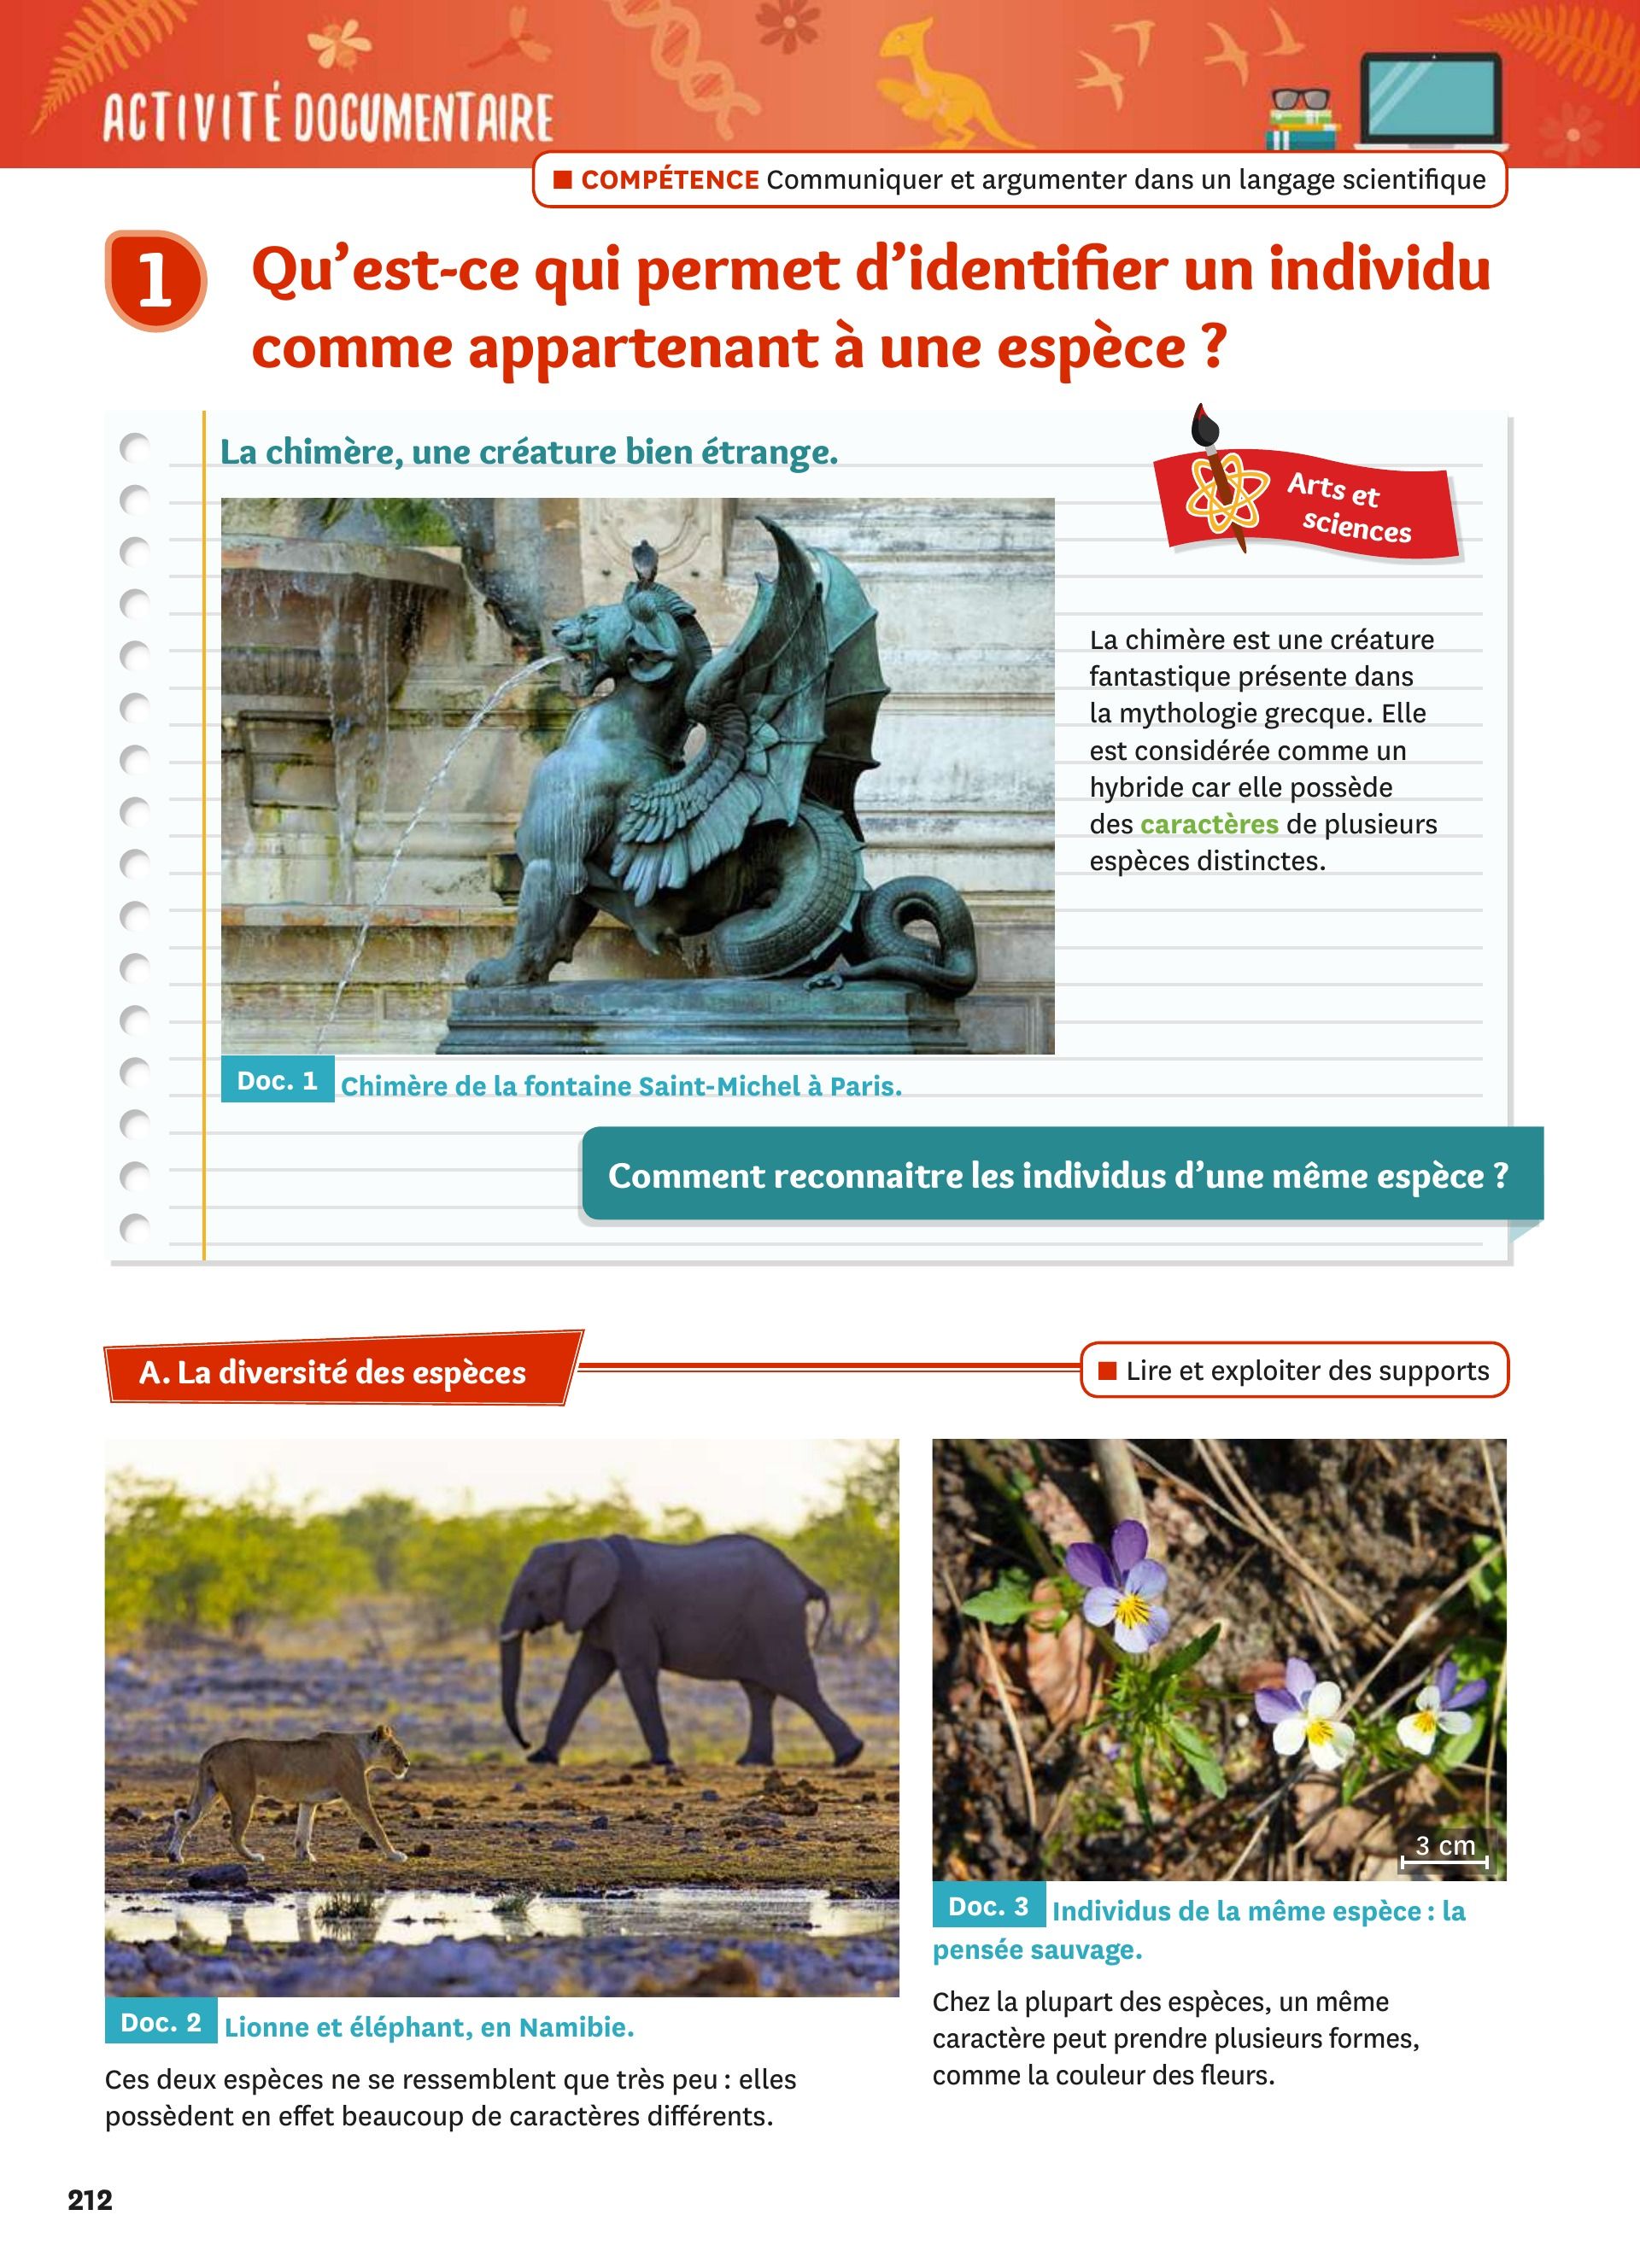 ACTIVITÉ DOCUMENTAIRE
■ COMPÉTENCE Communiquer et argumenter dans un langage scientifique
1
Qu’est-ce qui permet d’identifier un individu
comme appartenant à une espèce ?
La chimère, une créature bien étrange.
Arts et
sciences
La chimère est une créature
fantastique présente dans
la mythologie grecque. Elle
est considérée comme un
hybride car elle possède
des caractères de plusieurs
espèces distinctes.
Doc. 1 Chimère de la fontaine Saint-Michel à Paris.
Comment reconnaitre les individus d’une même espèce ?
A. La diversité des espèces
■ Lire et exploiter des supports
Doc. 2 Lionne et éléphant, en Namibie.
Ces deux espèces ne se ressemblent que très peu : elles
possèdent en effet beaucoup de caractères différents.
3 cm
Doc. 3 Individus de la même espèce : la
pensée sauvage.
Chez la plupart des espèces, un même
caractère peut prendre plusieurs formes,
comme la couleur des fleurs.
212